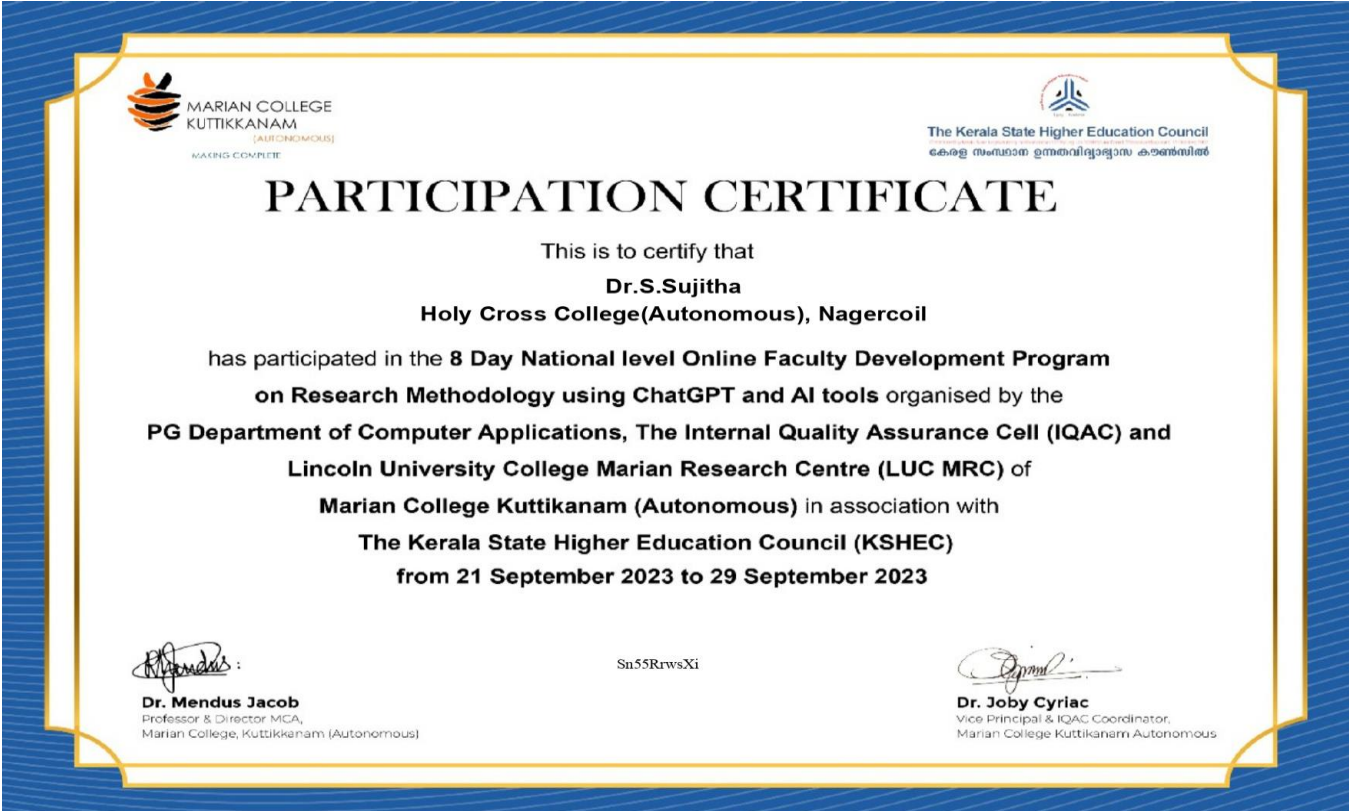 MARIAN COLLEGE
KUTTIKKANAM
(AUTONOMOUS)
MAKING COMPLETE
The Kerala State Higher Education Council
കേരള സംസ്ഥാന ഉന്നതവിദ്യാഭ്യാസ കൗൺസിൽ
PARTICIPATION CERTIFICATE
This is to certify that
Dr.S.Sujitha
Holy Cross College(Autonomous), Nagercoil
has participated in the 8 Day National level Online Faculty Development Program
on Research Methodology using ChatGPT and AI tools organised by the
PG Department of Computer Applications, The Internal Quality Assurance Cell (IQAC) and
Lincoln University College Marian Research Centre (LUC MRC) of
Marian College Kuttikanam (Autonomous) in association with
The Kerala State Higher Education Council (KSHEC)
from 21 September 2023 to 29 September 2023
Sn55RrwsXi
Dr. Mendus Jacob
Professor & Director MCA,
Marian College, Kuttikkanam (Autonomous)
Dr. Joby Cyriac
Vice Principal & IQAC Coordinator,
Marian College Kuttikanam Autonomous